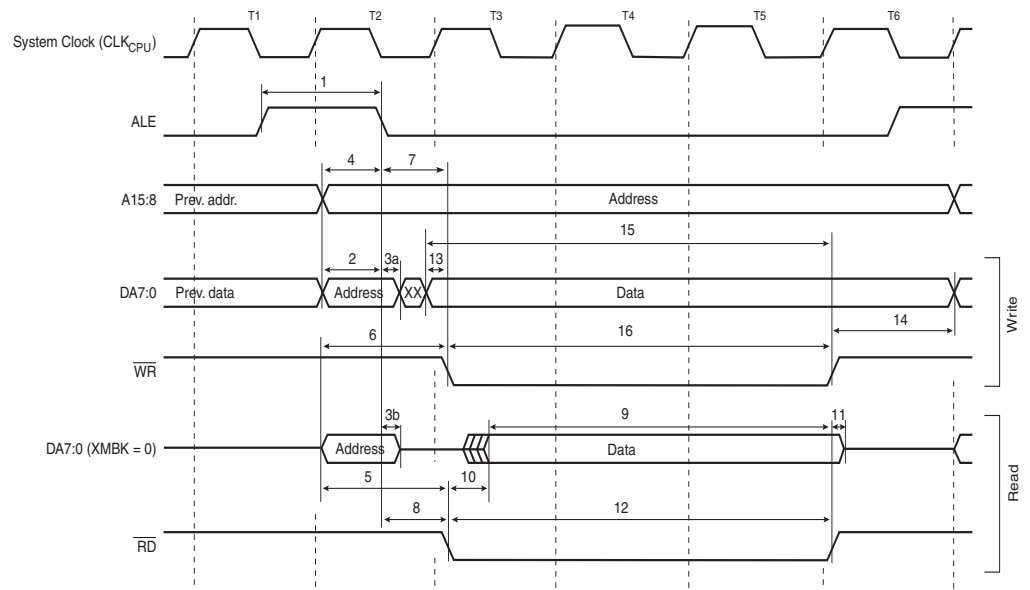 T1 T2 T3 T4 T5 T6
System Clock (CLKCPU)
1
ALE
4 7
A15:8 Prev. addr. Address
15
2 3a 13
DA7:0 Prev. data Address XX Data
14
6 16
WR
Write
3b 9 11
DA7:0 (XMBK = 0) Address Data
5 10
8 12
RD
Read